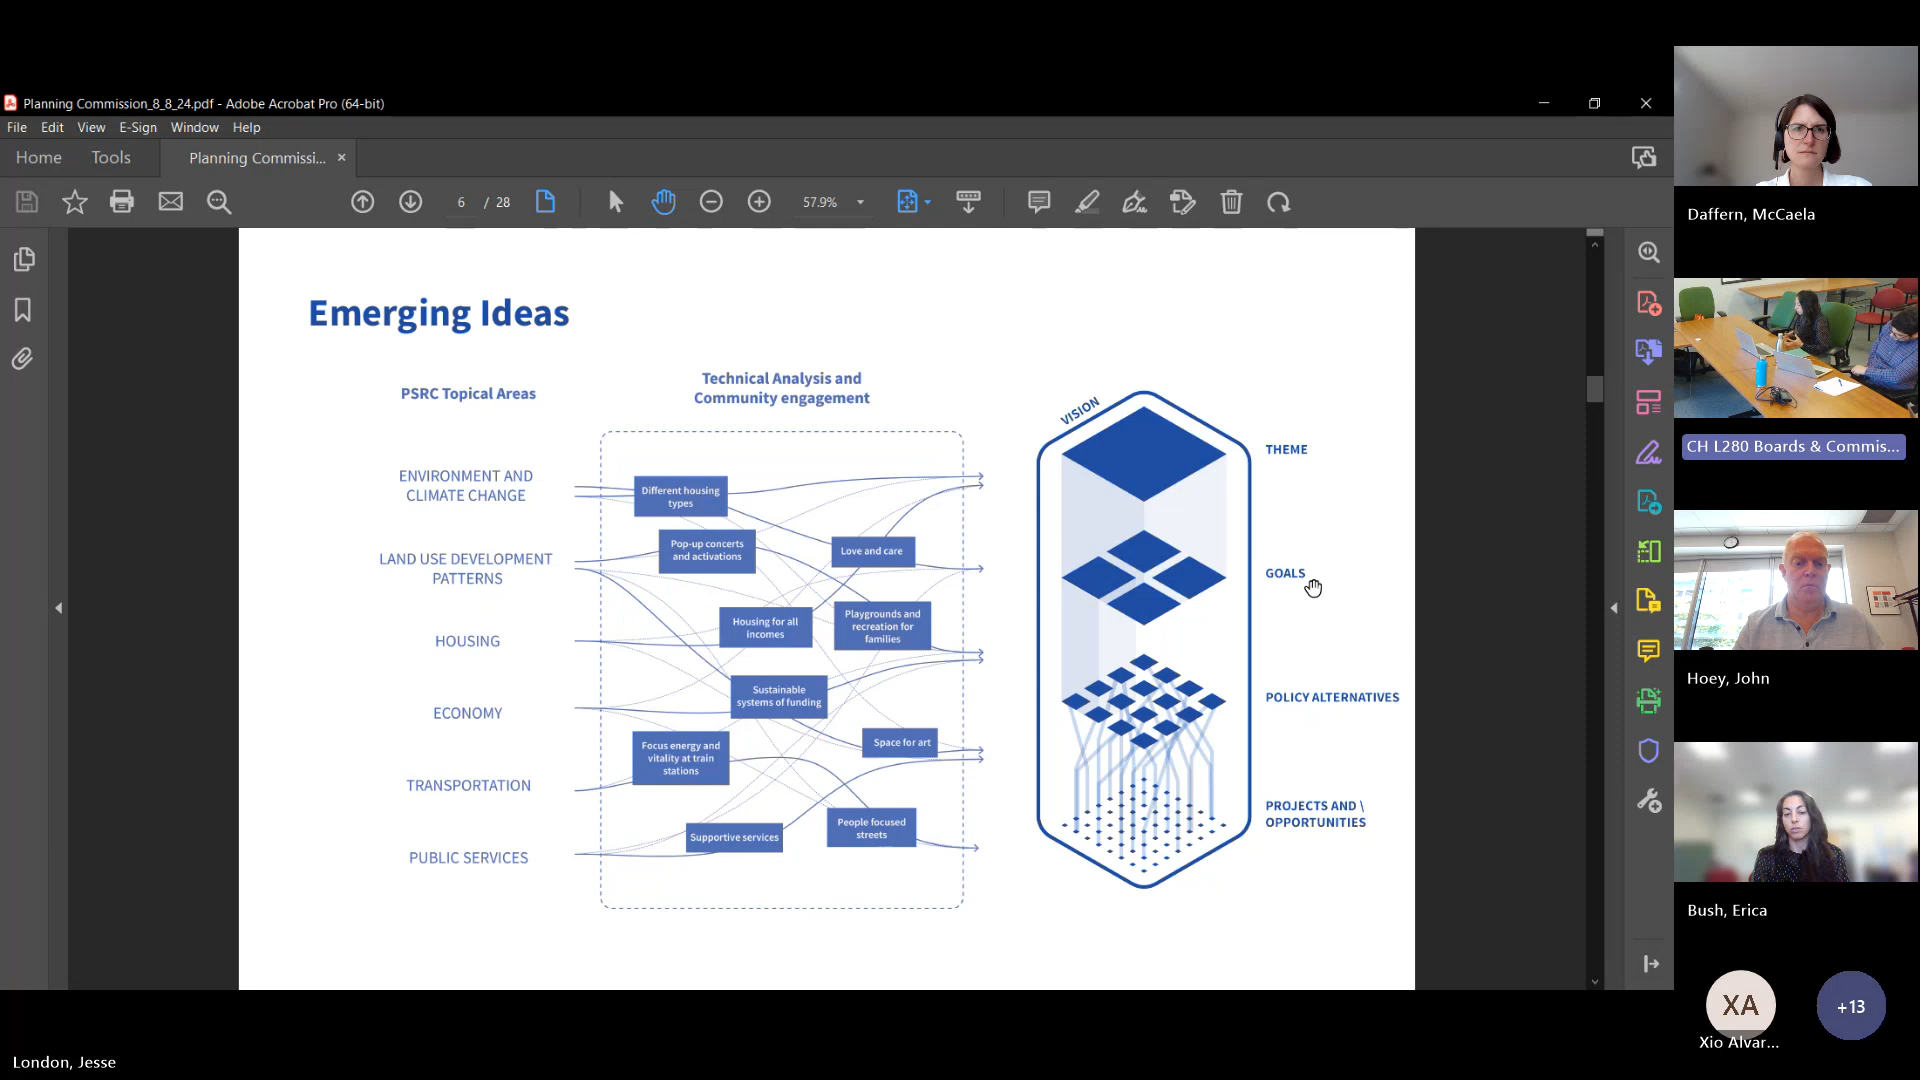 Planning Commission_8_8_24.pdf - Adobe Acrobat Pro (64-bit)
File Edit View E-Sign Window Help
Home Tools Planning Commissi... ×
6 / 28 57.9%
Emerging Ideas
PSRC Topical Areas
Technical Analysis and
Community engagement
ENVIRONMENT AND
CLIMATE CHANGE
LAND USE DEVELOPMENT
PATTERNS
HOUSING
ECONOMY
TRANSPORTATION
PUBLIC SERVICES
Different housing
types
Pop-up concerts
and activations
Love and care
Housing for all
incomes
Playgrounds and
recreation for
families
Sustainable
systems of funding
Focus energy and
vitality at train
stations
Space for art
Supportive services
People focused
streets
VISION
THEME
GOALS
POLICY ALTERNATIVES
PROJECTS AND \
OPPORTUNITIES
Daffern, McCaela
CH L280 Boards & Commis...
Hoey, John
Bush, Erica
XA
+13
Xio Alvar...
London, Jesse